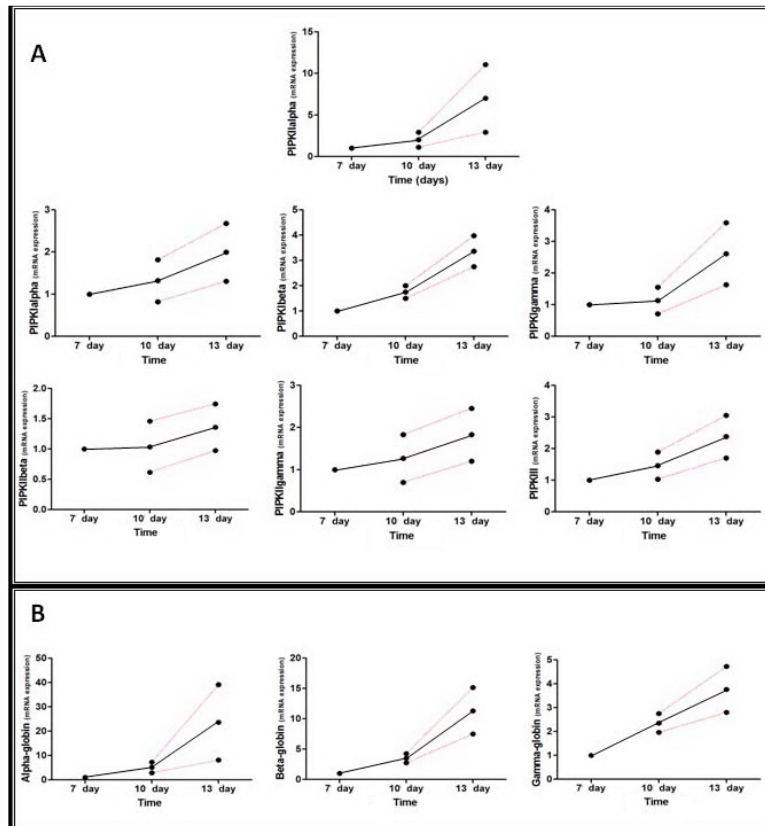 A
PIPKIIalpha (mRNA expression)
15
10
5
0
7 day 10 day 13 day
Time (days)
PIPKIalpha (mRNA expression)
3
2
1
0
7 day 10 day 13 day
Time
PIPKIbeta (mRNA expression)
5
4
3
2
1
0
7 day 10 day 13 day
Time
PIPKIgamma (mRNA expression)
4
3
2
1
0
7 day 10 day 13 day
Time
PIPKIIbeta (mRNA expression)
2.0
1.5
1.0
0.5
0.0
7 day 10 day 13 day
Time
PIPKIIgamma (mRNA expression)
3
2
1
0
7 day 10 day 13 day
Time
PIPKIII (mRNA expression)
4
3
2
1
0
7 day 10 day 13 day
Time
B
Alpha-globin (mRNA expression)
50
40
30
20
10
0
7 day 10 day 13 day
Time
Beta-globin (mRNA expression)
20
15
10
5
0
7 day 10 day 13 day
Time
Gamma-globin (mRNA expression)
5
4
3
2
1
0
7 day 10 day 13 day
Time